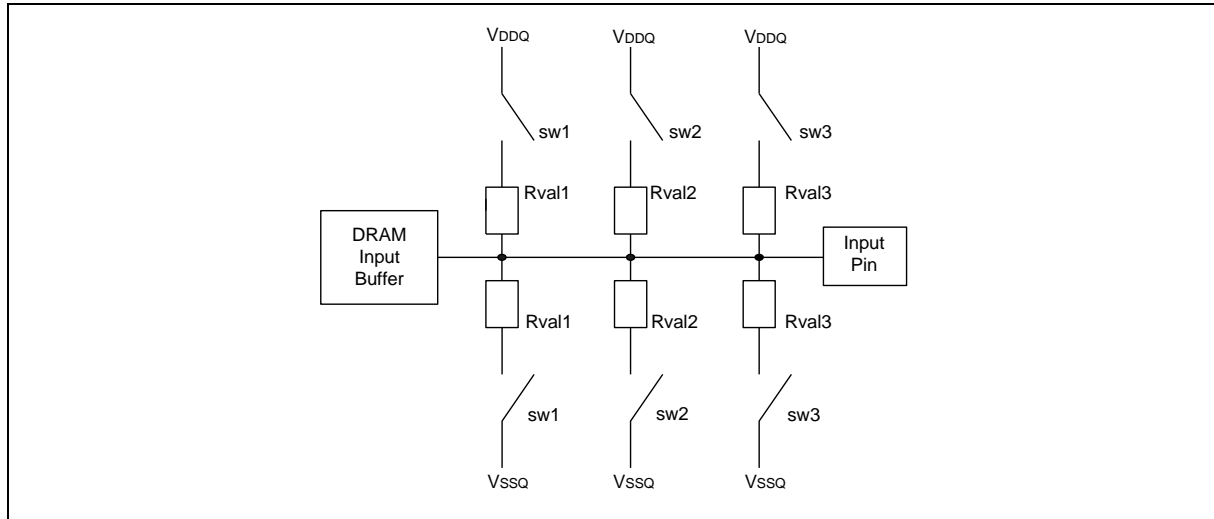 VDDQ VDDQ VDDQ
sw1 sw2 sw3
Rval1 Rval2 Rval3
DRAM
Input
Buffer
Input
Pin
Rval1 Rval2 Rval3
sw1 sw2 sw3
VSSQ VSSQ VSSQ